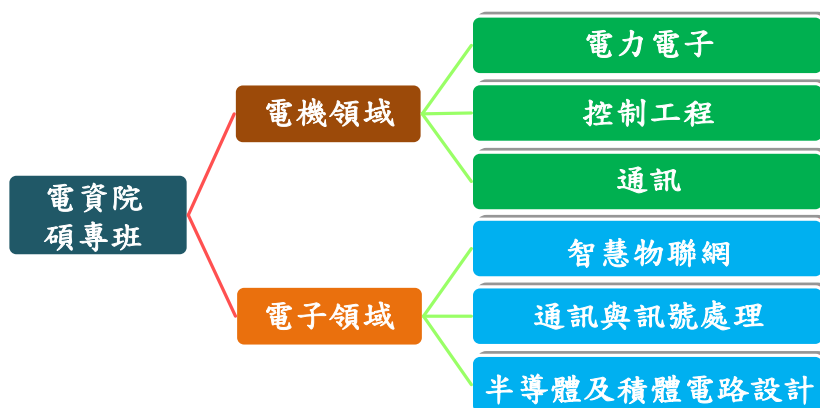 電資院
碩專班
電機領域
電力電子
控制工程
通訊
電子領域
智慧物聯網
通訊與訊號處理
半導體及積體電路設計